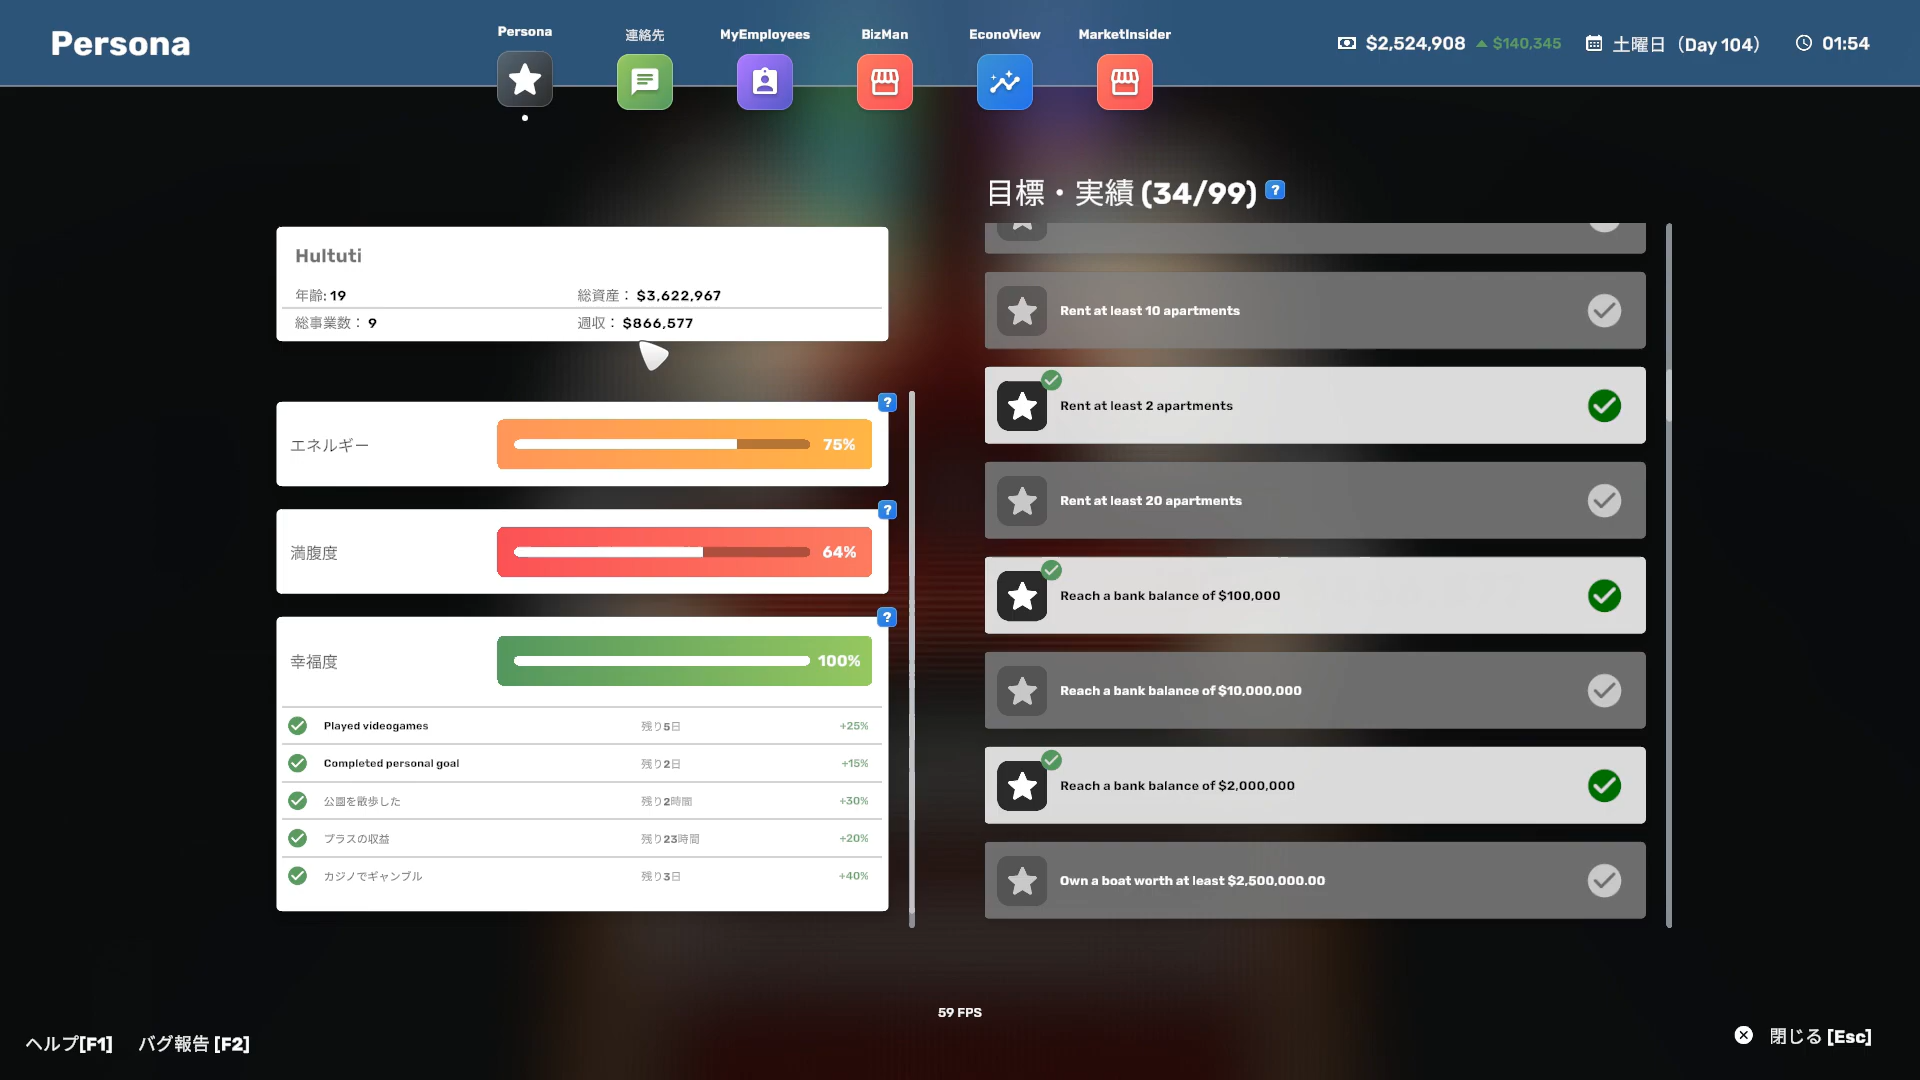 Persona
Persona
連絡先
MyEmployees
BizMan
EconoView
MarketInsider
$2,524,908
$140,345
土曜日 (Day 104)
01:54
Hultuti
年齢: 19
総資産: $3,622,967
総事業数: 9
週収: $866,577
エネルギー
75%
満腹度
64%
幸福度
100%
Played videogames 残り5日 +25%
Completed personal goal 残り2日 +15%
公園を散歩した 残り2時間 +30%
プラスの収益 残り23時間 +20%
カジノでギャンブル 残り3日 +40%
目標・実績 (34/99)
Rent at least 10 apartments
Rent at least 2 apartments
Rent at least 20 apartments
Reach a bank balance of $100,000
Reach a bank balance of $10,000,000
Reach a bank balance of $2,000,000
Own a boat worth at least $2,500,000.00
59 FPS
ヘルプ[F1]
バグ報告 [F2]
閉じる [Esc]